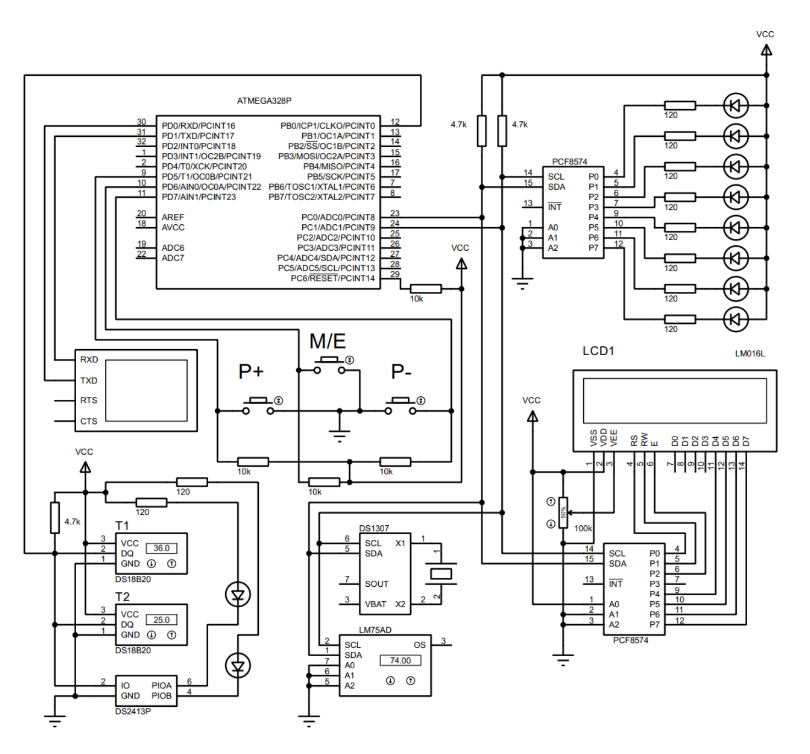 VCC
ATMEGA328P
30 PD0/RXD/PCINT16 PB0/ICP1/CLKO/PCINT0 12
31 PD1/TXD/PCINT17 PB1/OC1A/PCINT1 13
32 PD2/INT0/PCINT18 PB2/SS/OC1B/PCINT2 14
1 PD3/INT1/OC2B/PCINT19 PB3/MOSI/OC2A/PCINT3 15
2 PD4/T0/XCK/PCINT20 PB4/MISO/PCINT4 16
9 PD5/T1/OC0B/PCINT21 PB5/SCK/PCINT5 17
10 PD6/AIN0/OC0A/PCINT22 PB6/TOSC1/XTAL1/PCINT6 7
11 PD7/AIN1/PCINT23 PB7/TOSC2/XTAL2/PCINT7 8
20 AREF PC0/ADC0/PCINT8 23
18 AVCC PC1/ADC1/PCINT9 24
PC2/ADC2/PCINT10 25
19 ADC6 PC3/ADC3/PCINT11 26
22 ADC7 PC4/ADC4/SDA/PCINT12 27
PC5/ADC5/SCL/PCINT13 28
PC6/RESET/PCINT14 29
4.7k
4.7k
VCC
10k
PCF8574
14 SCL P0 4
15 SDA P1 5
P2 6
13 INT P3 7
P4 9
1 A0 P5 10
2 A1 P6 11
3 A2 P7 12
120
120
120
120
120
120
120
120
RXD
TXD
RTS
CTS
M/E
P+
P-
10k
10k
10k
LCD1
LM016L
VSS VDD VEE RS RW E D0 D1 D2 D3 D4 D5 D6 D7
1 2 3 4 5 6 7 8 9 10 11 12 13 14
VCC
50%
100k
14 SCL P0 4
15 SDA P1 5
P2 6
13 INT P3 7
P4 9
1 A0 P5 10
2 A1 P6 11
3 A2 P7 12
PCF8574
VCC
120
120
4.7k
T1
3 VCC 36.0
2 DQ
1 GND
DS18B20
T2
3 VCC 25.0
2 DQ
1 GND
DS18B20
2 IO PIOA 6
GND PIOB 4
DS2413P
DS1307
6 SCL X1 1
5 SDA
7 SOUT
3 VBAT X2 2
1
2
LM75AD
2 SCL OS 3
1 SDA
7 A0 74.00
6 A1
5 A2